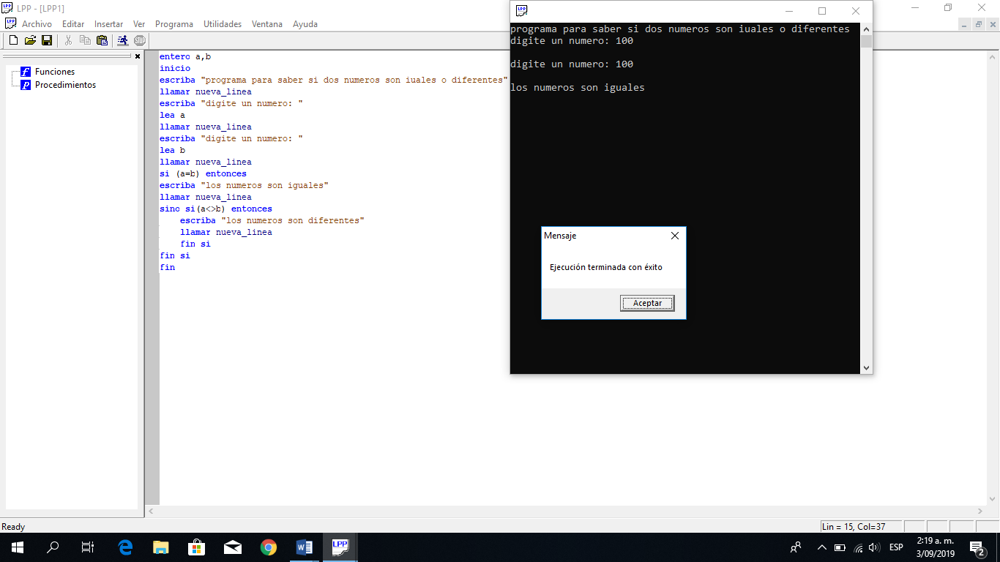 LPP - [LPP1]
Archivo Editar Insertar Ver Programa Utilidades Ventana Ayuda
Funciones
Procedimientos
entero a,b
inicio
escriba "programa para saber si dos numeros son iuales o diferentes"
llamar nueva_linea
escriba "digite un numero: "
lea a
llamar nueva_linea
escriba "digite un numero: "
lea b
llamar nueva_linea
si (a=b) entonces
escriba "los numeros son iguales"
llamar nueva_linea
sino si(a<>b) entonces
escriba "los numeros son diferentes"
llamar nueva_linea
fin si
fin si
fin
programa para saber si dos numeros son iuales o diferentes
digite un numero: 100
digite un numero: 100
los numeros son iguales
Mensaje
Ejecución terminada con éxito
Aceptar
Ready
Lin = 15, Col=37
LPP
ESP
2:19 a. m.
3/09/2019
2